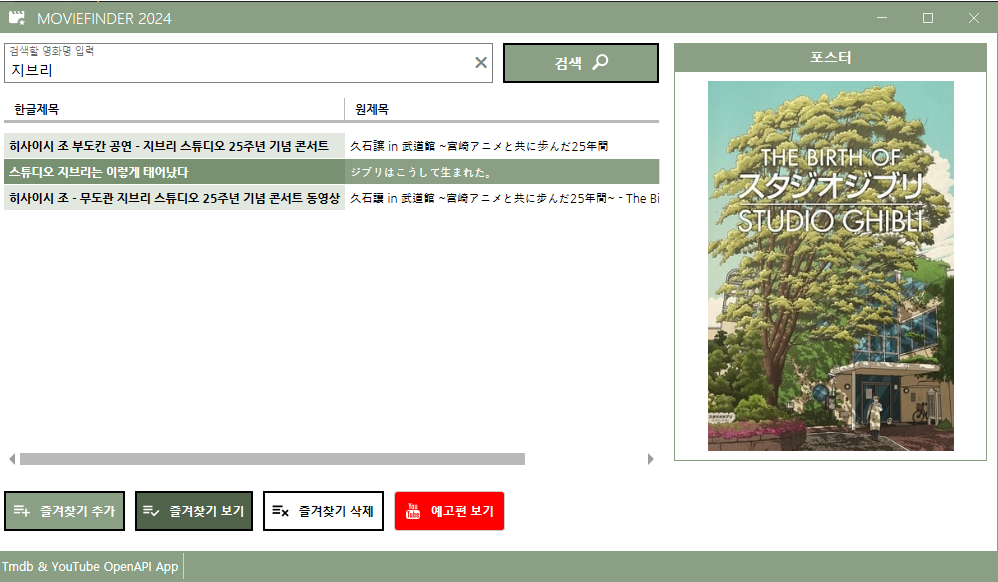 MOVIEFINDER 2024
검색할 영화명 입력
지브리
검색
한글제목 원제목
히사이시 조 부도칸 공연 - 지브리 스튜디오 25주년 기념 콘서트 久石譲 in 武道館 ~宮崎アニメと共に歩んだ25年間
스튜디오 지브리는 이렇게 태어났다 ジブリはこうして生まれた。
히사이시 조 - 무도관 지브리 스튜디오 25주년 기념 콘서트 동영상 久石譲 in 武道館 ~宮崎アニメと共に歩んだ25年間~ - The Bi
포스터
THE BIRTH OF
スタジオジブリ
STUDIO GHIBLI
즐겨찾기 추가 즐겨찾기 보기 즐겨찾기 삭제 You Tube 예고편 보기
Tmdb & YouTube OpenAPI App